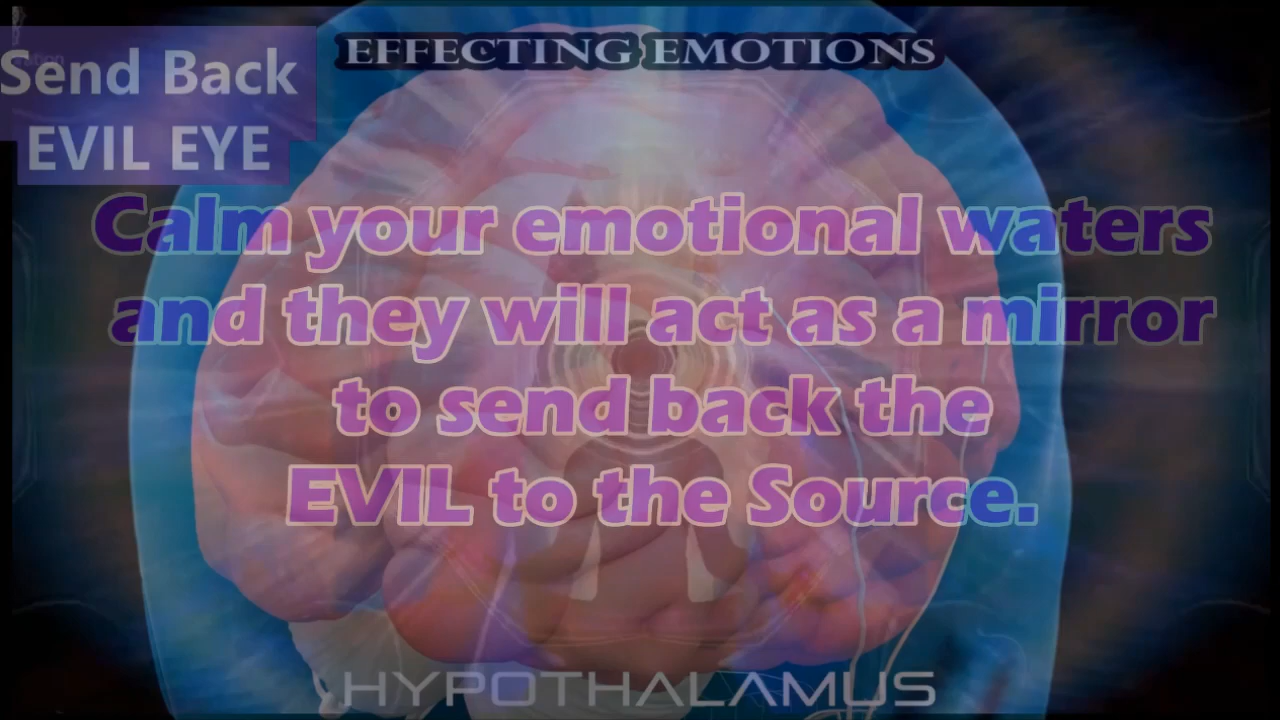 EFFECTING EMOTIONS
Send Back
EVIL EYE
Calm your emotional waters
and they will act as a mirror
to send back the
EVIL to the Source.
HYPOTHALAMUS